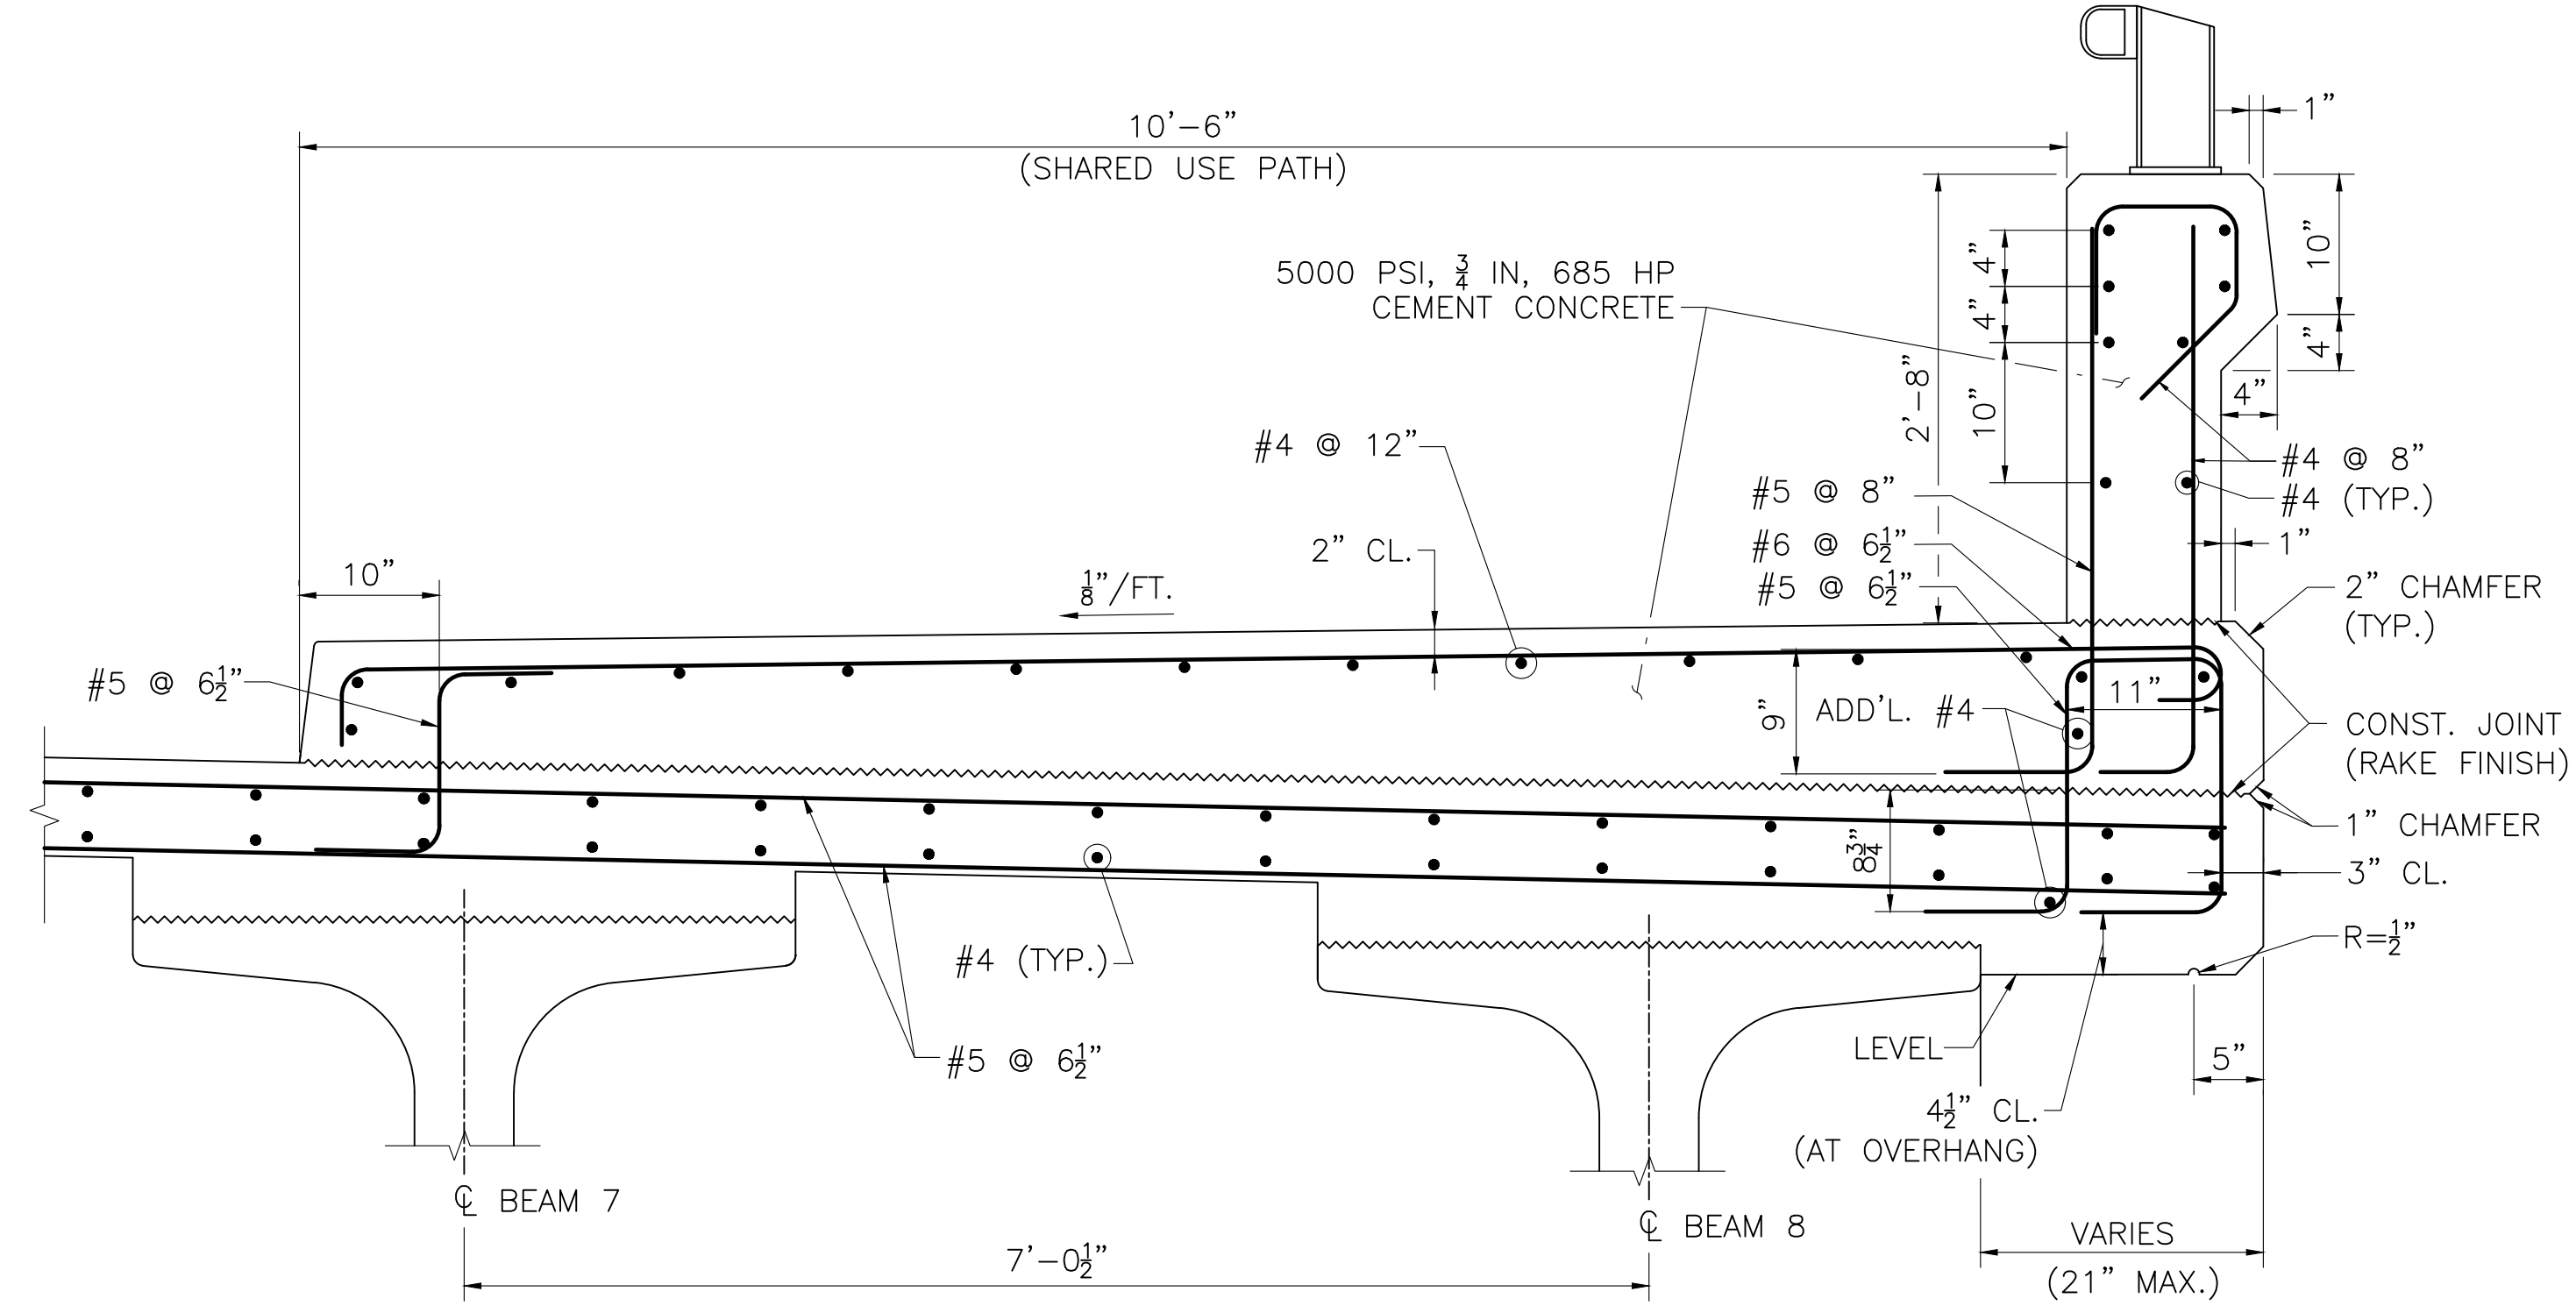 1”
10’–6”
(SHARED USE PATH)
5000 PSI, 3/4 IN, 685 HP
CEMENT CONCRETE
4”
4”
10”
2’–8”
10”
4”
4”
#4 @ 12”
#4 @ 8”
#4 (TYP.)
#5 @ 8”
#6 @ 6 1/2”
#5 @ 6 1/2”
2” CL.
1”
10”
1/8”/FT.
2” CHAMFER
(TYP.)
#5 @ 6 1/2”
9”
ADD’L. #4
11”
CONST. JOINT
(RAKE FINISH)
1” CHAMFER
8 3/4”
3” CL.
R=1/2”
#4 (TYP.)
#5 @ 6 1/2”
LEVEL
5”
4 1/2” CL.
(AT OVERHANG)
℄ BEAM 7
℄ BEAM 8
7’–0 1/2”
VARIES
(21” MAX.)